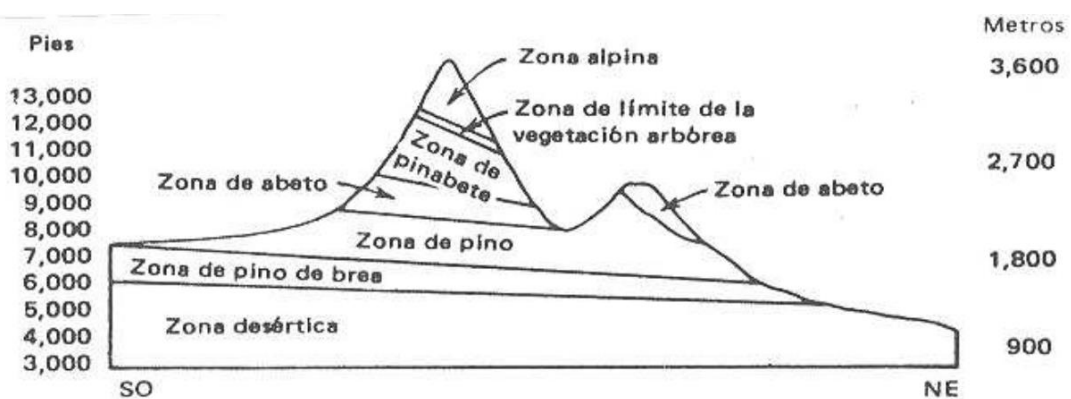 Pies
Metros
13,000
12,000
11,000
10,000
9,000
8,000
7,000
6,000
5,000
4,000
3,000
3,600
2,700
1,800
900
Zona alpina
Zona de límite de la
vegetación arbórea
Zona de
pinabete
Zona de abeto
Zona de abeto
Zona de pino
Zona de pino de brea
Zona desértica
SO
NE